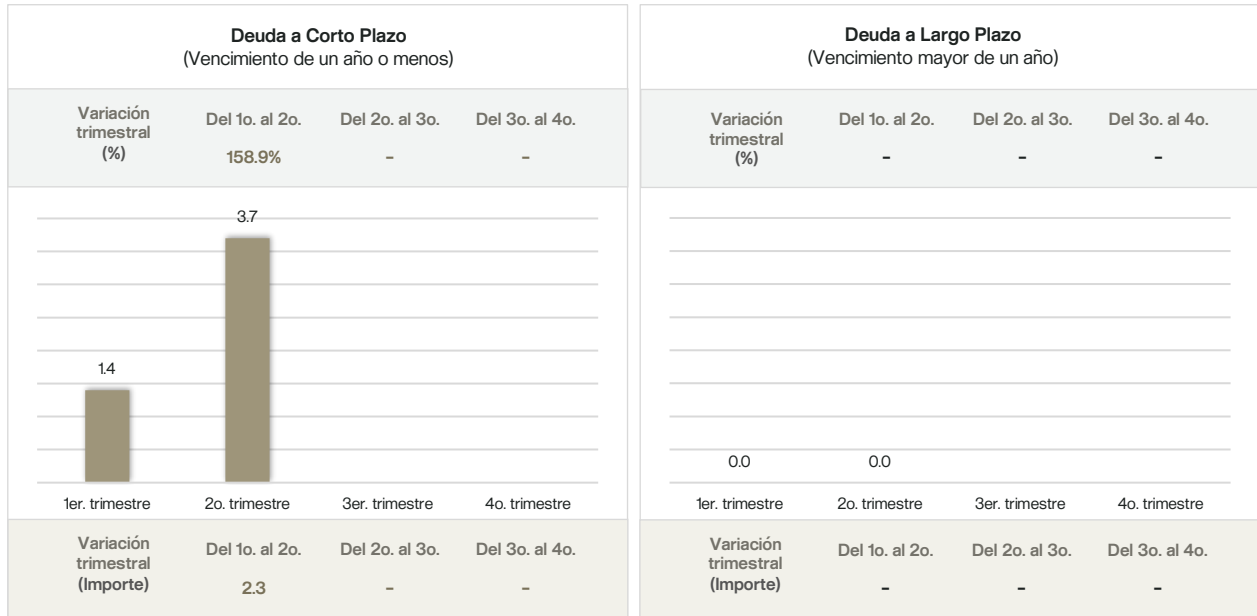 Deuda a Corto Plazo
(Vencimiento de un año o menos)
Variación
trimestral
(%)
Del 1o. al 2o. Del 2o. al 3o. Del 3o. al 4o.
158.9% – –
3.7
1.4
1er. trimestre 2o. trimestre 3er. trimestre 4o. trimestre
Variación
trimestral
(Importe)
Del 1o. al 2o. Del 2o. al 3o. Del 3o. al 4o.
2.3 – –
Deuda a Largo Plazo
(Vencimiento mayor de un año)
Variación
trimestral
(%)
Del 1o. al 2o. Del 2o. al 3o. Del 3o. al 4o.
– – –
0.0 0.0
1er. trimestre 2o. trimestre 3er. trimestre 4o. trimestre
Variación
trimestral
(Importe)
Del 1o. al 2o. Del 2o. al 3o. Del 3o. al 4o.
– – –